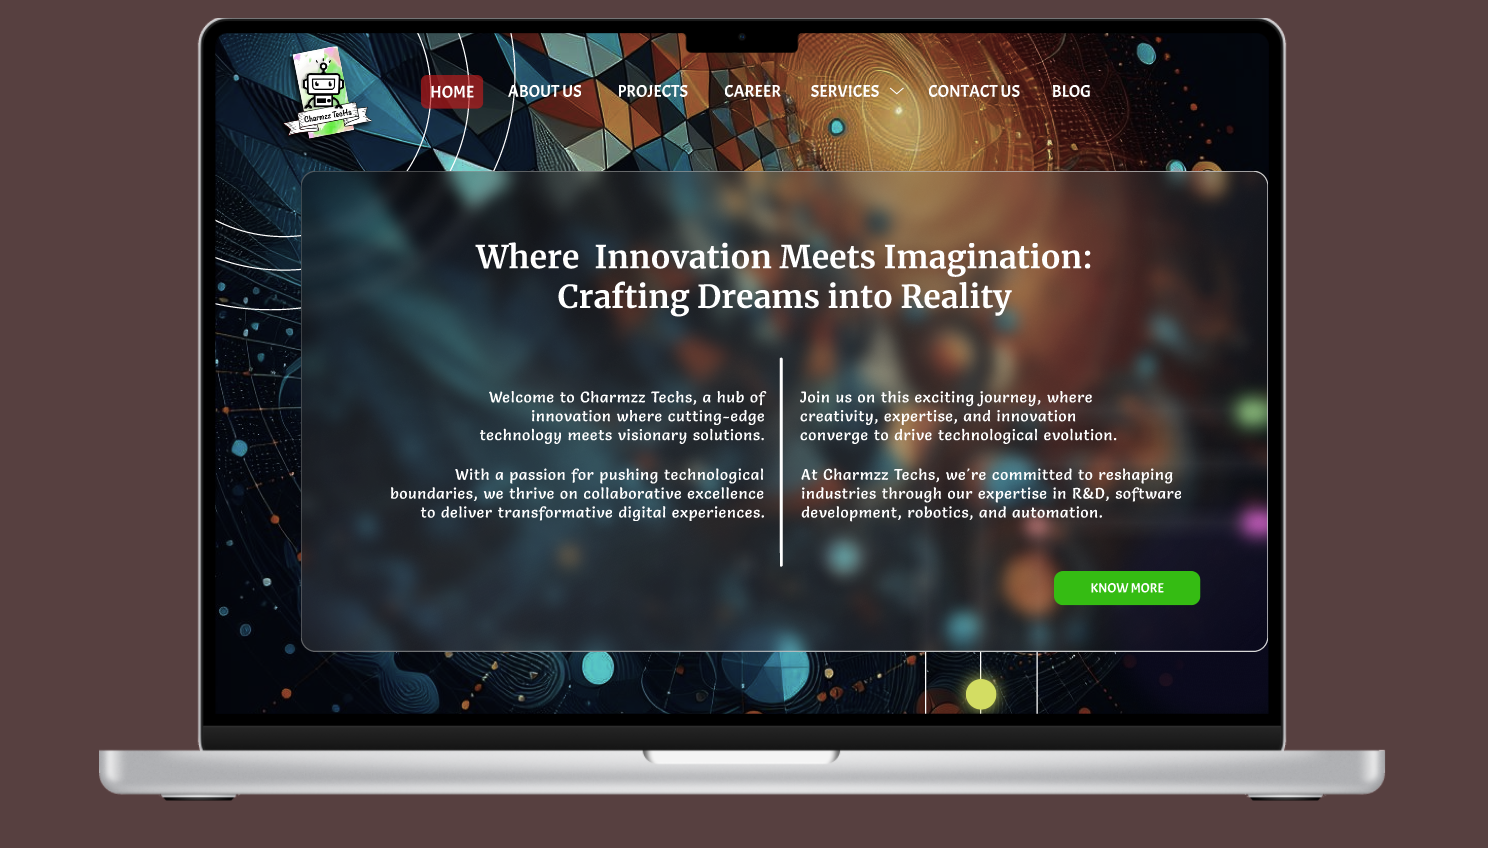 Charmzz TecHs
HOME ABOUT US PROJECTS CAREER SERVICES CONTACT US BLOG
Where Innovation Meets Imagination:
Crafting Dreams into Reality
Welcome to Charmzz Techs, a hub of
innovation where cutting-edge
technology meets visionary solutions.
With a passion for pushing technological
boundaries, we thrive on collaborative excellence
to deliver transformative digital experiences.
Join us on this exciting journey, where
creativity, expertise, and innovation
converge to drive technological evolution.
At Charmzz Techs, we're committed to reshaping
industries through our expertise in R&D, software
development, robotics, and automation.
KNOW MORE